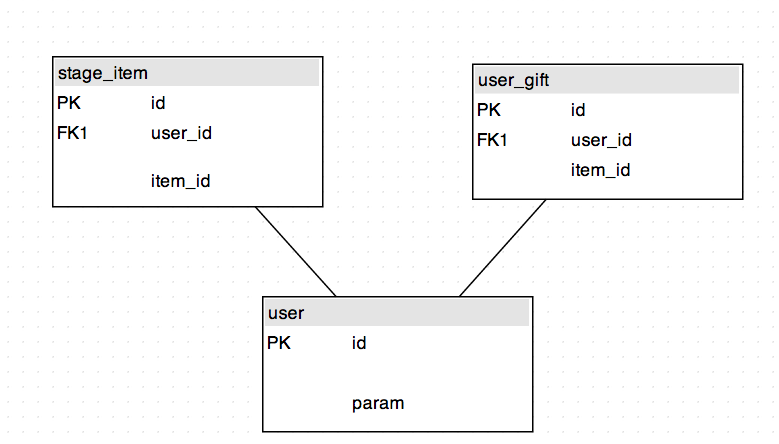 stage_item
PK id
FK1 user_id
item_id
user_gift
PK id
FK1 user_id
item_id
user
PK id
param